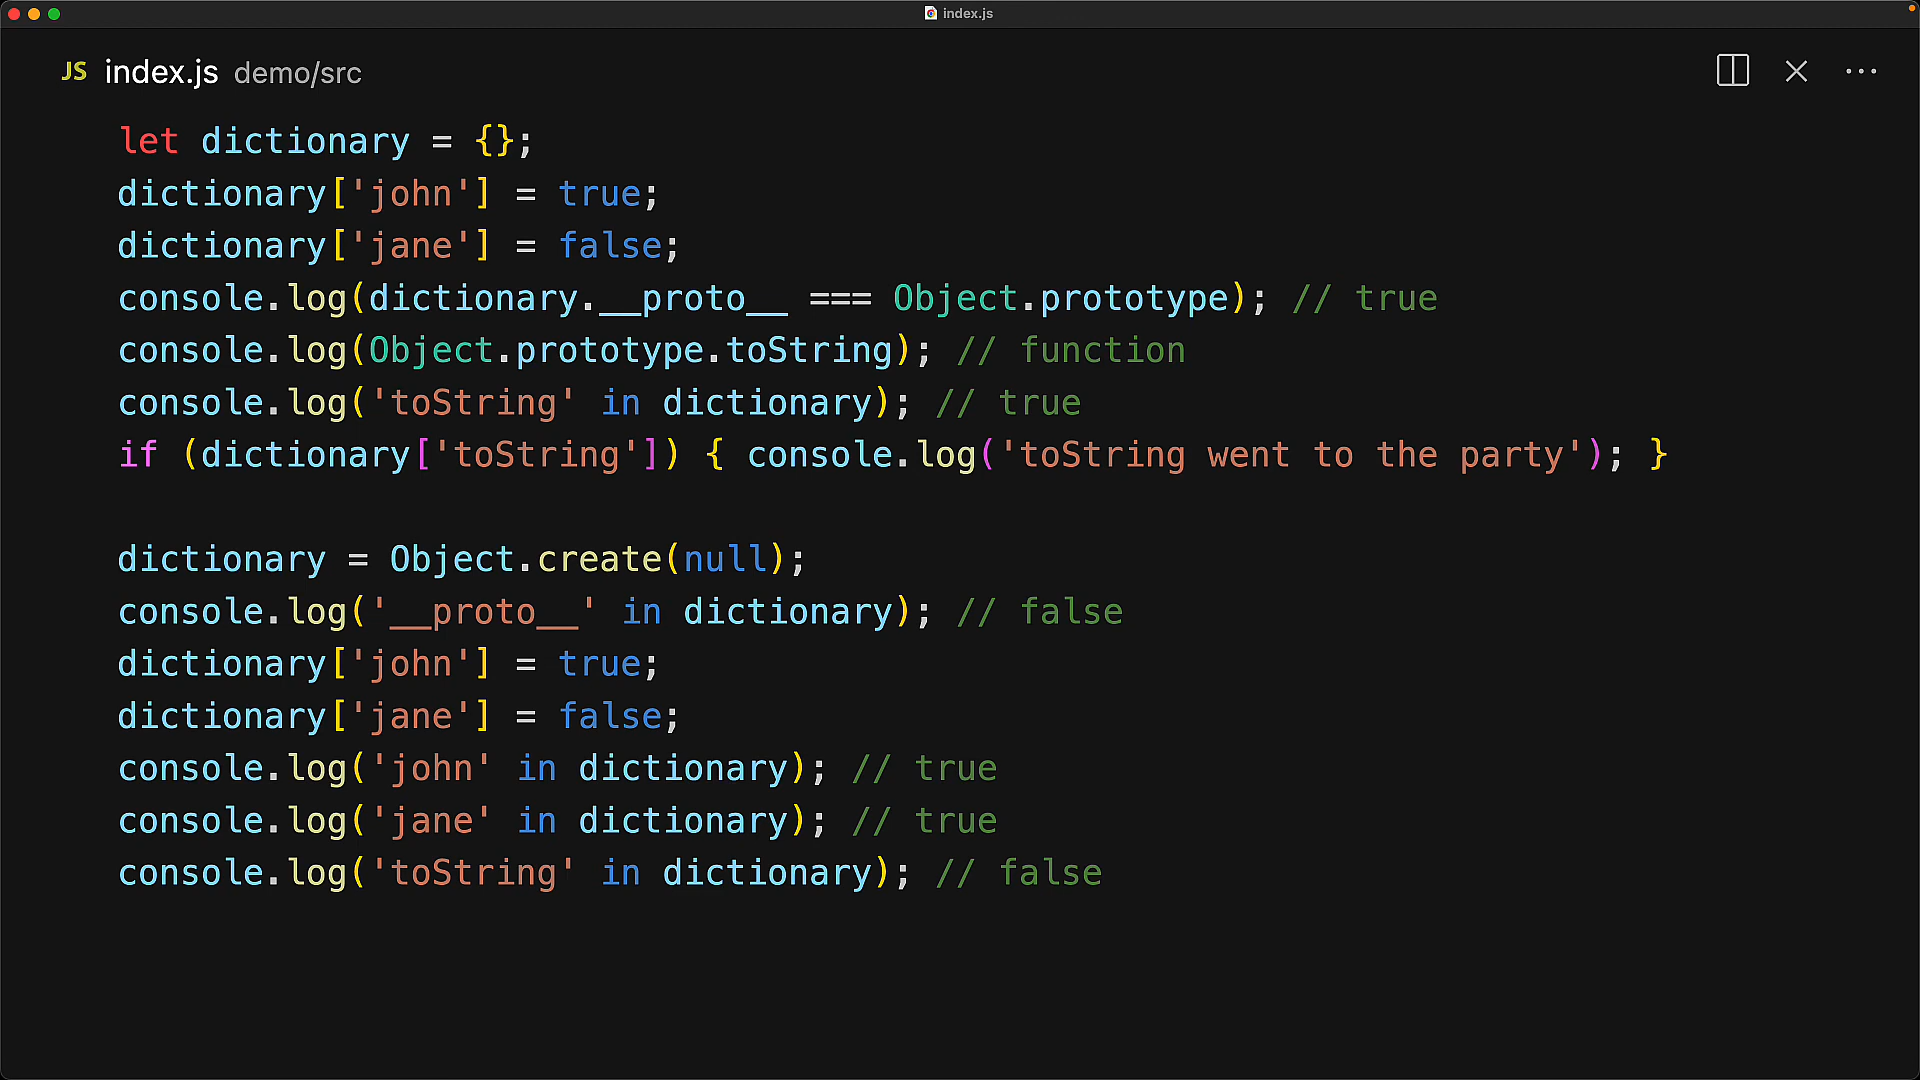 index.js
JS index.js demo/src
let dictionary = {};
dictionary['john'] = true;
dictionary['jane'] = false;
console.log(dictionary.__proto__ === Object.prototype); // true
console.log(Object.prototype.toString); // function
console.log('toString' in dictionary); // true
if (dictionary['toString']) { console.log('toString went to the party'); }
dictionary = Object.create(null);
console.log('__proto__' in dictionary); // false
dictionary['john'] = true;
dictionary['jane'] = false;
console.log('john' in dictionary); // true
console.log('jane' in dictionary); // true
console.log('toString' in dictionary); // false